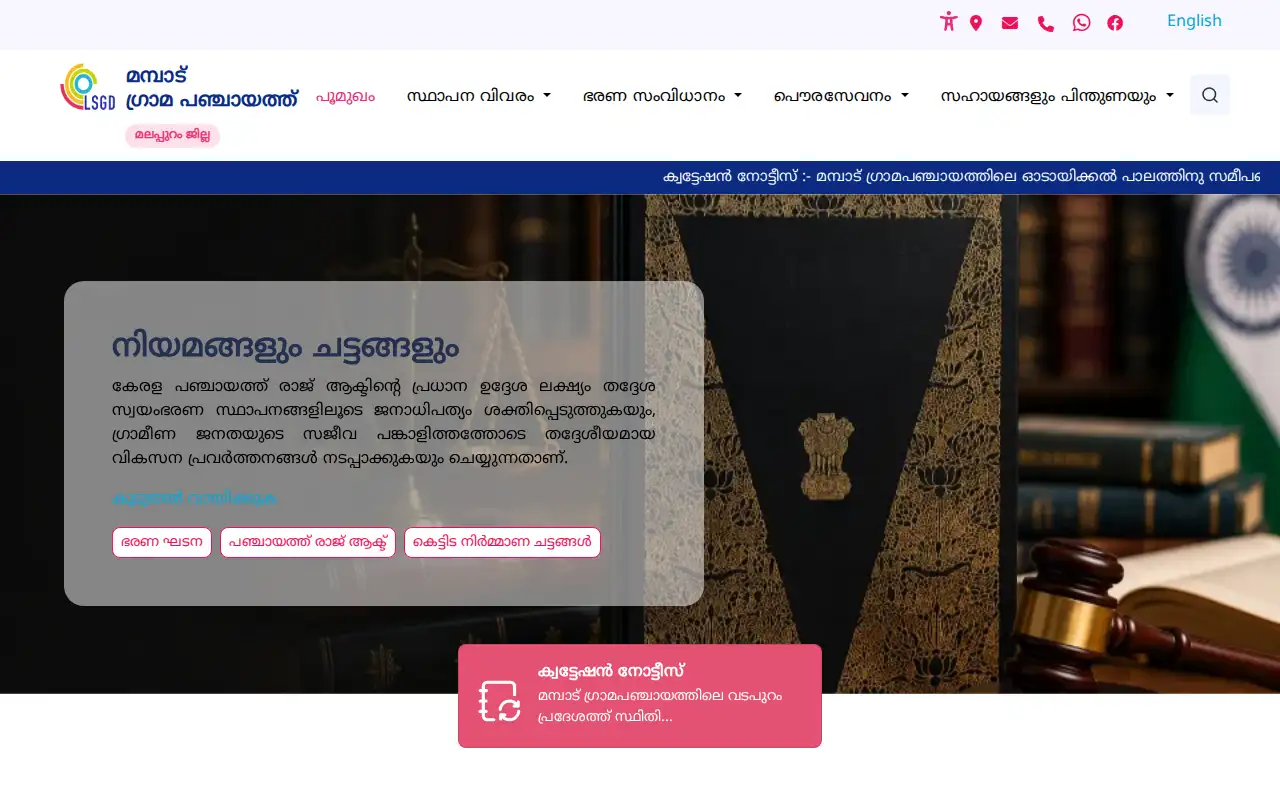 English
മമ്പാട്
ഗ്രാമ പഞ്ചായത്ത്
LSGD
മലപ്പുറം ജില്ല
പൂമുഖം സ്ഥാപന വിവരം ഭരണ സംവിധാനം പൌരസേവനം സഹായങ്ങളും പിന്തുണയും
ക്വട്ടേഷൻ നോട്ടീസ് :- മമ്പാട് ഗ്രാമപഞ്ചായത്തിലെ ഓടായിക്കൽ പാലത്തിനു സമീപം
നിയമങ്ങളും ചട്ടങ്ങളും
കേരള പഞ്ചായത്ത് രാജ് ആക്ടിന്റെ പ്രധാന ഉദ്ദേശ ലക്ഷ്യം തദ്ദേശ
സ്വയംഭരണ സ്ഥാപനങ്ങളിലൂടെ ജനാധിപത്യം ശക്തിപ്പെടുത്തുകയും,
ഗ്രാമീണ ജനതയുടെ സജീവ പങ്കാളിത്തത്തോടെ തദ്ദേശീയമായ
വികസന പ്രവർത്തനങ്ങൾ നടപ്പാക്കുകയും ചെയ്യുന്നതാണ്.
കൂടുതൽ വായിക്കുക
ഭരണ ഘടന പഞ്ചായത്ത് രാജ് ആക്ട് കെട്ടിട നിർമ്മാണ ചട്ടങ്ങൾ
ക്വട്ടേഷൻ നോട്ടീസ്
മമ്പാട് ഗ്രാമപഞ്ചായത്തിലെ വടപുറം
പ്രദേശത്ത് സ്ഥിതി...